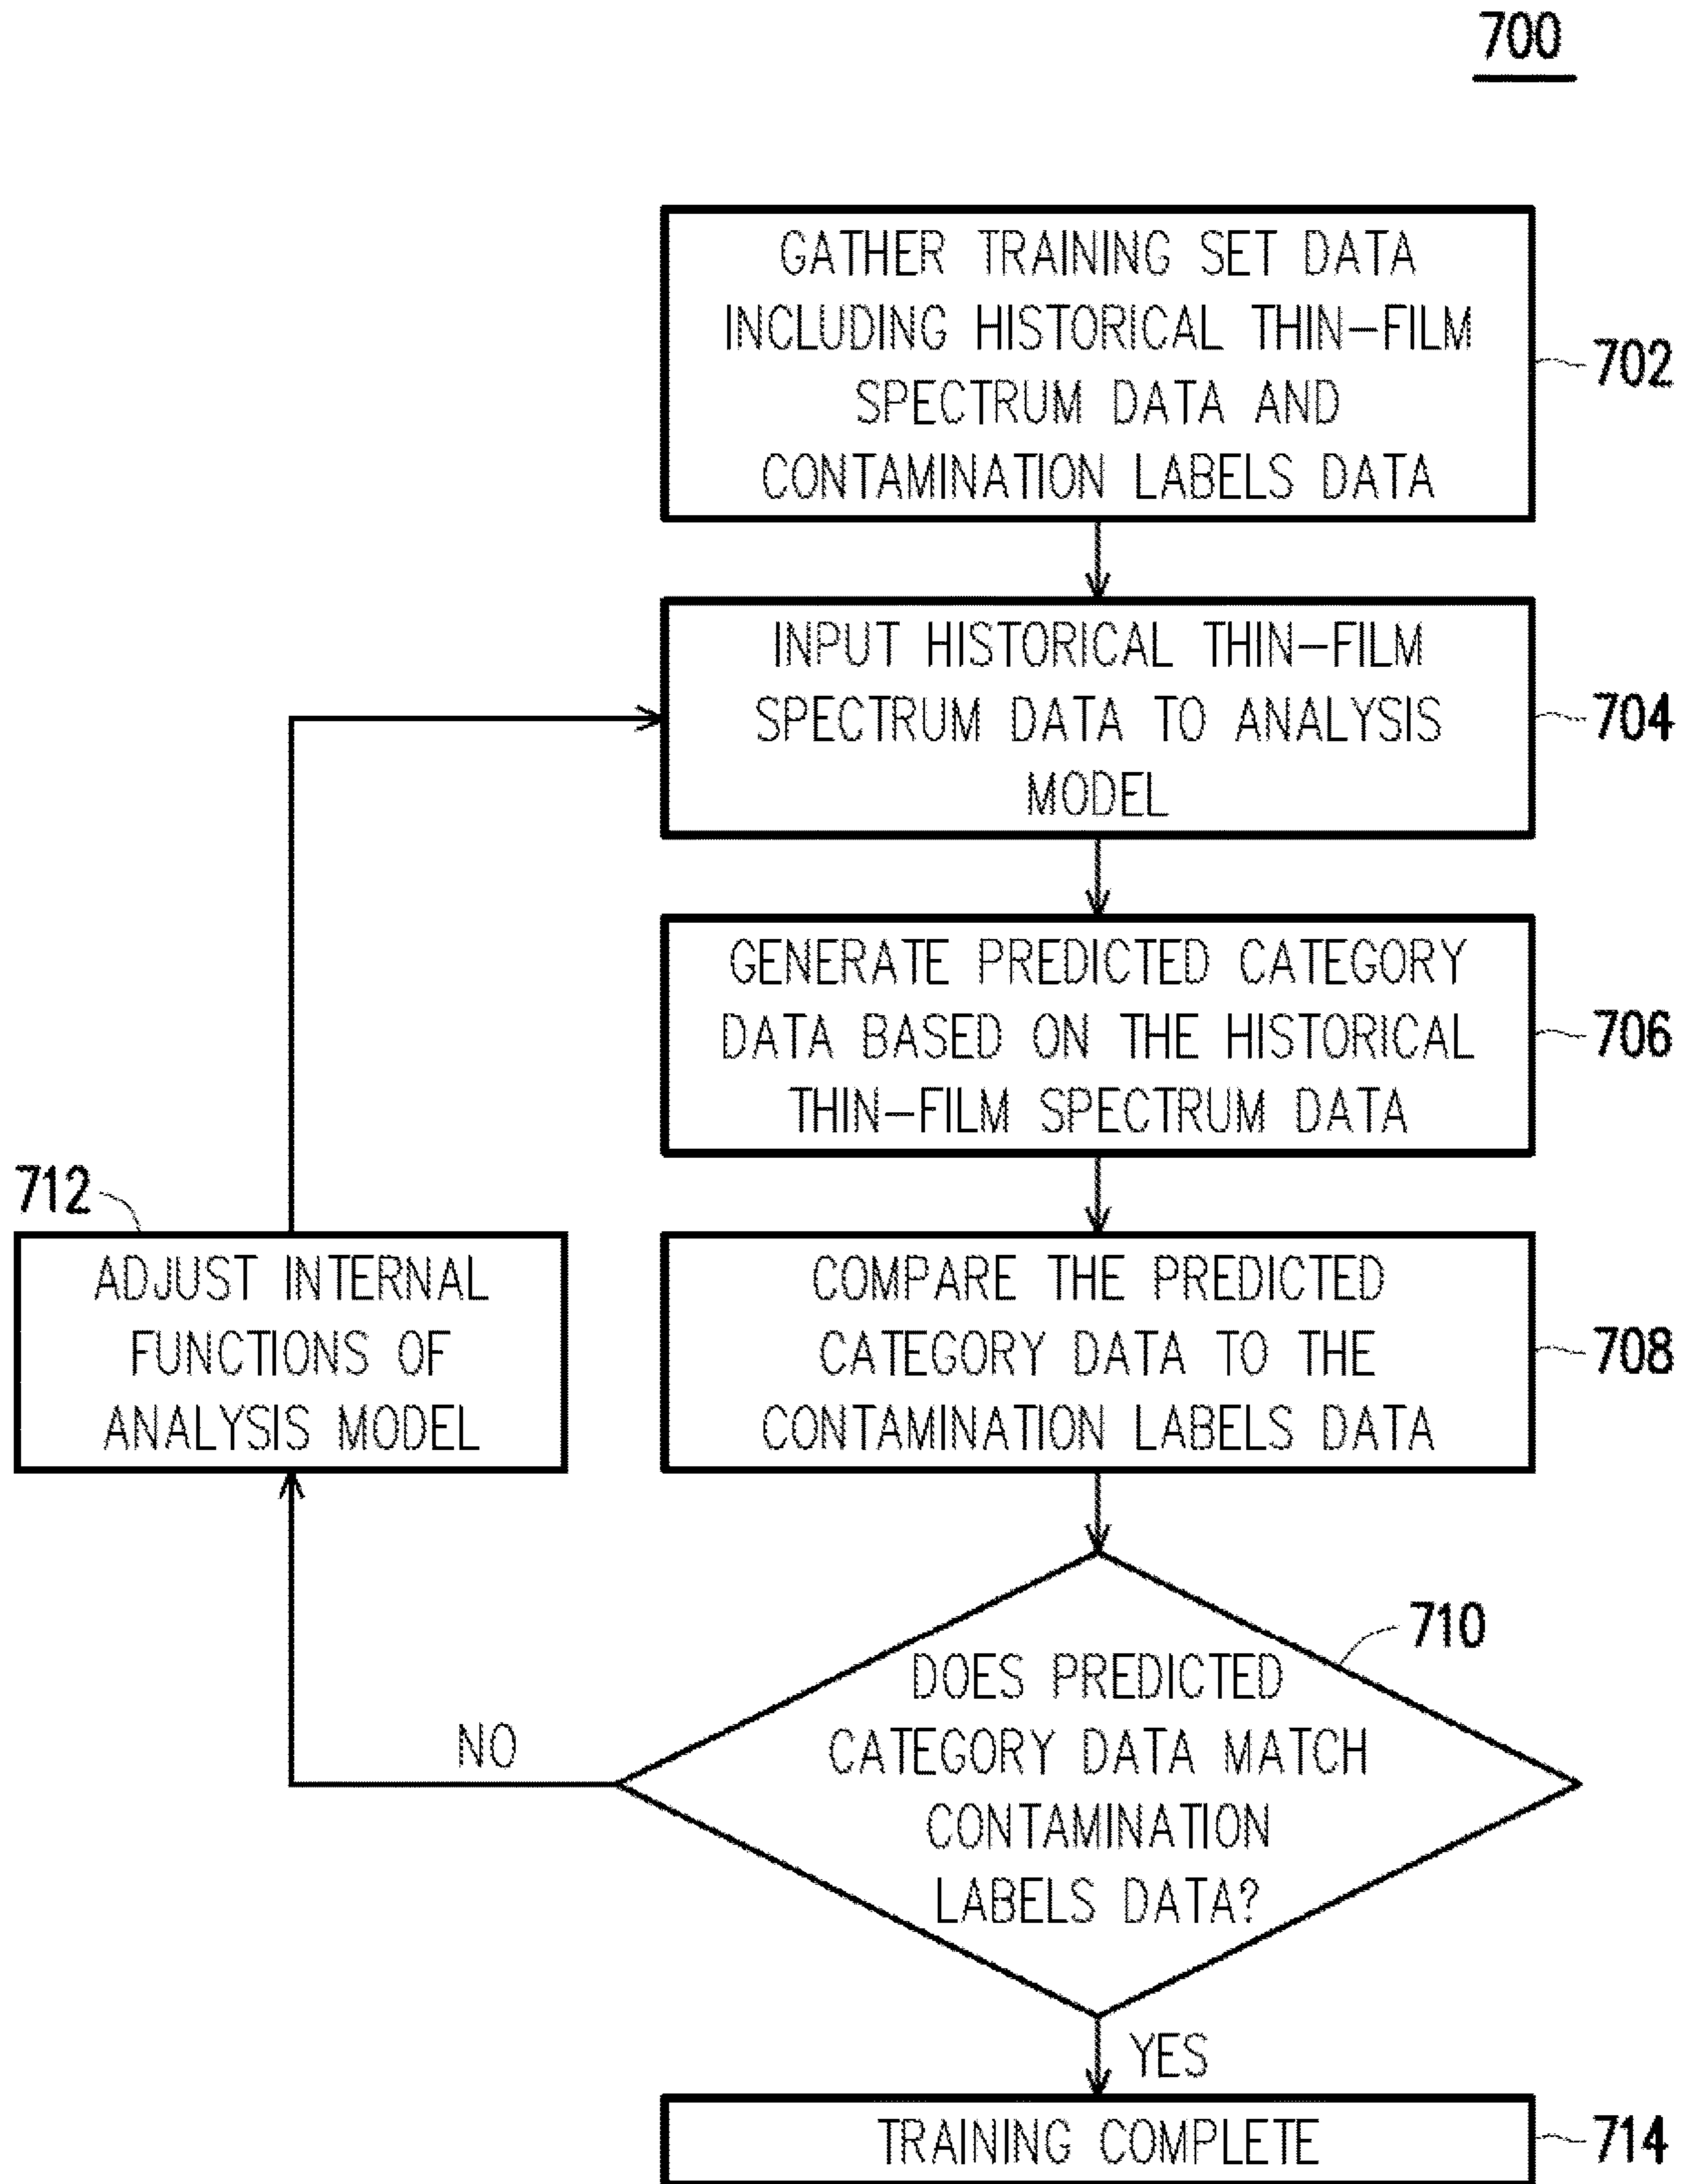 700
GATHER TRAINING SET DATA
INCLUDING HISTORICAL THIN-FILM
SPECTRUM DATA AND
CONTAMINATION LABELS DATA
702
INPUT HISTORICAL THIN-FILM
SPECTRUM DATA TO ANALYSIS
MODEL
704
GENERATE PREDICTED CATEGORY
DATA BASED ON THE HISTORICAL
THIN-FILM SPECTRUM DATA
706
712
ADJUST INTERNAL
FUNCTIONS OF
ANALYSIS MODEL
COMPARE THE PREDICTED
CATEGORY DATA TO THE
CONTAMINATION LABELS DATA
708
710
DOES PREDICTED
CATEGORY DATA MATCH
CONTAMINATION
LABELS DATA?
NO
YES
TRAINING COMPLETE
714